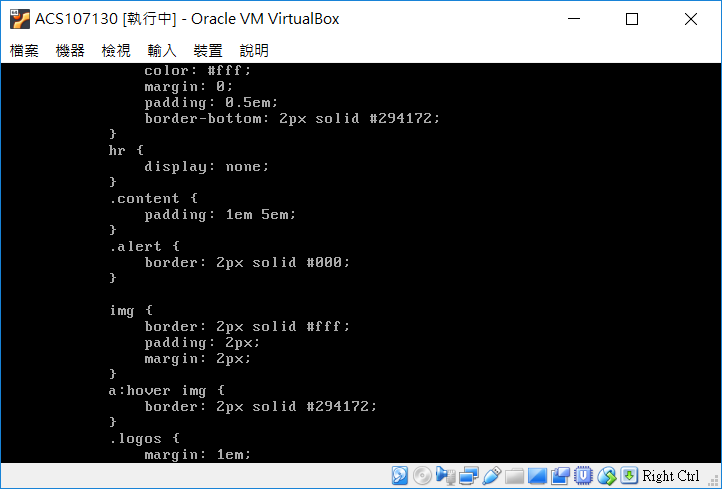 ACS107130 [執行中] - Oracle VM VirtualBox
檔案 機器 檢視 輸入 裝置 說明
color: #fff;
margin: 0;
padding: 0.5em;
border-bottom: 2px solid #294172;
}
hr {
display: none;
}
.content {
padding: 1em 5em;
}
.alert {
border: 2px solid #000;
}
img {
border: 2px solid #fff;
padding: 2px;
margin: 2px;
}
a:hover img {
border: 2px solid #294172;
}
.logos {
margin: 1em;
Right Ctrl